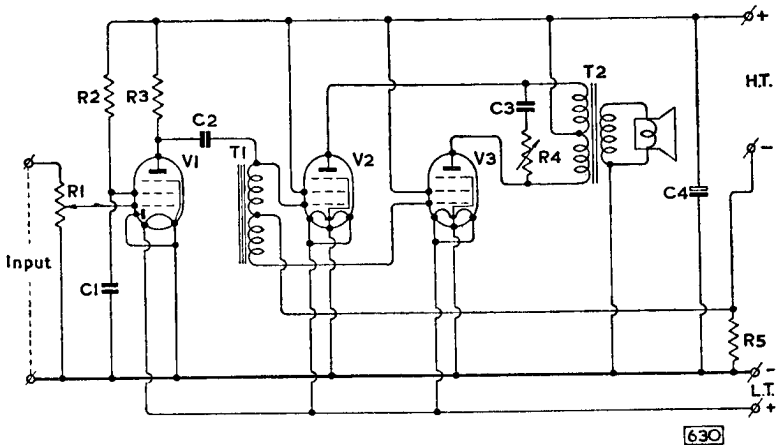 +
R2
R3
C2
T1
V1
V2
V3
C3
R4
T2
H.T.
-
R1
C4
Input
C1
R5
-
L.T.
+
630